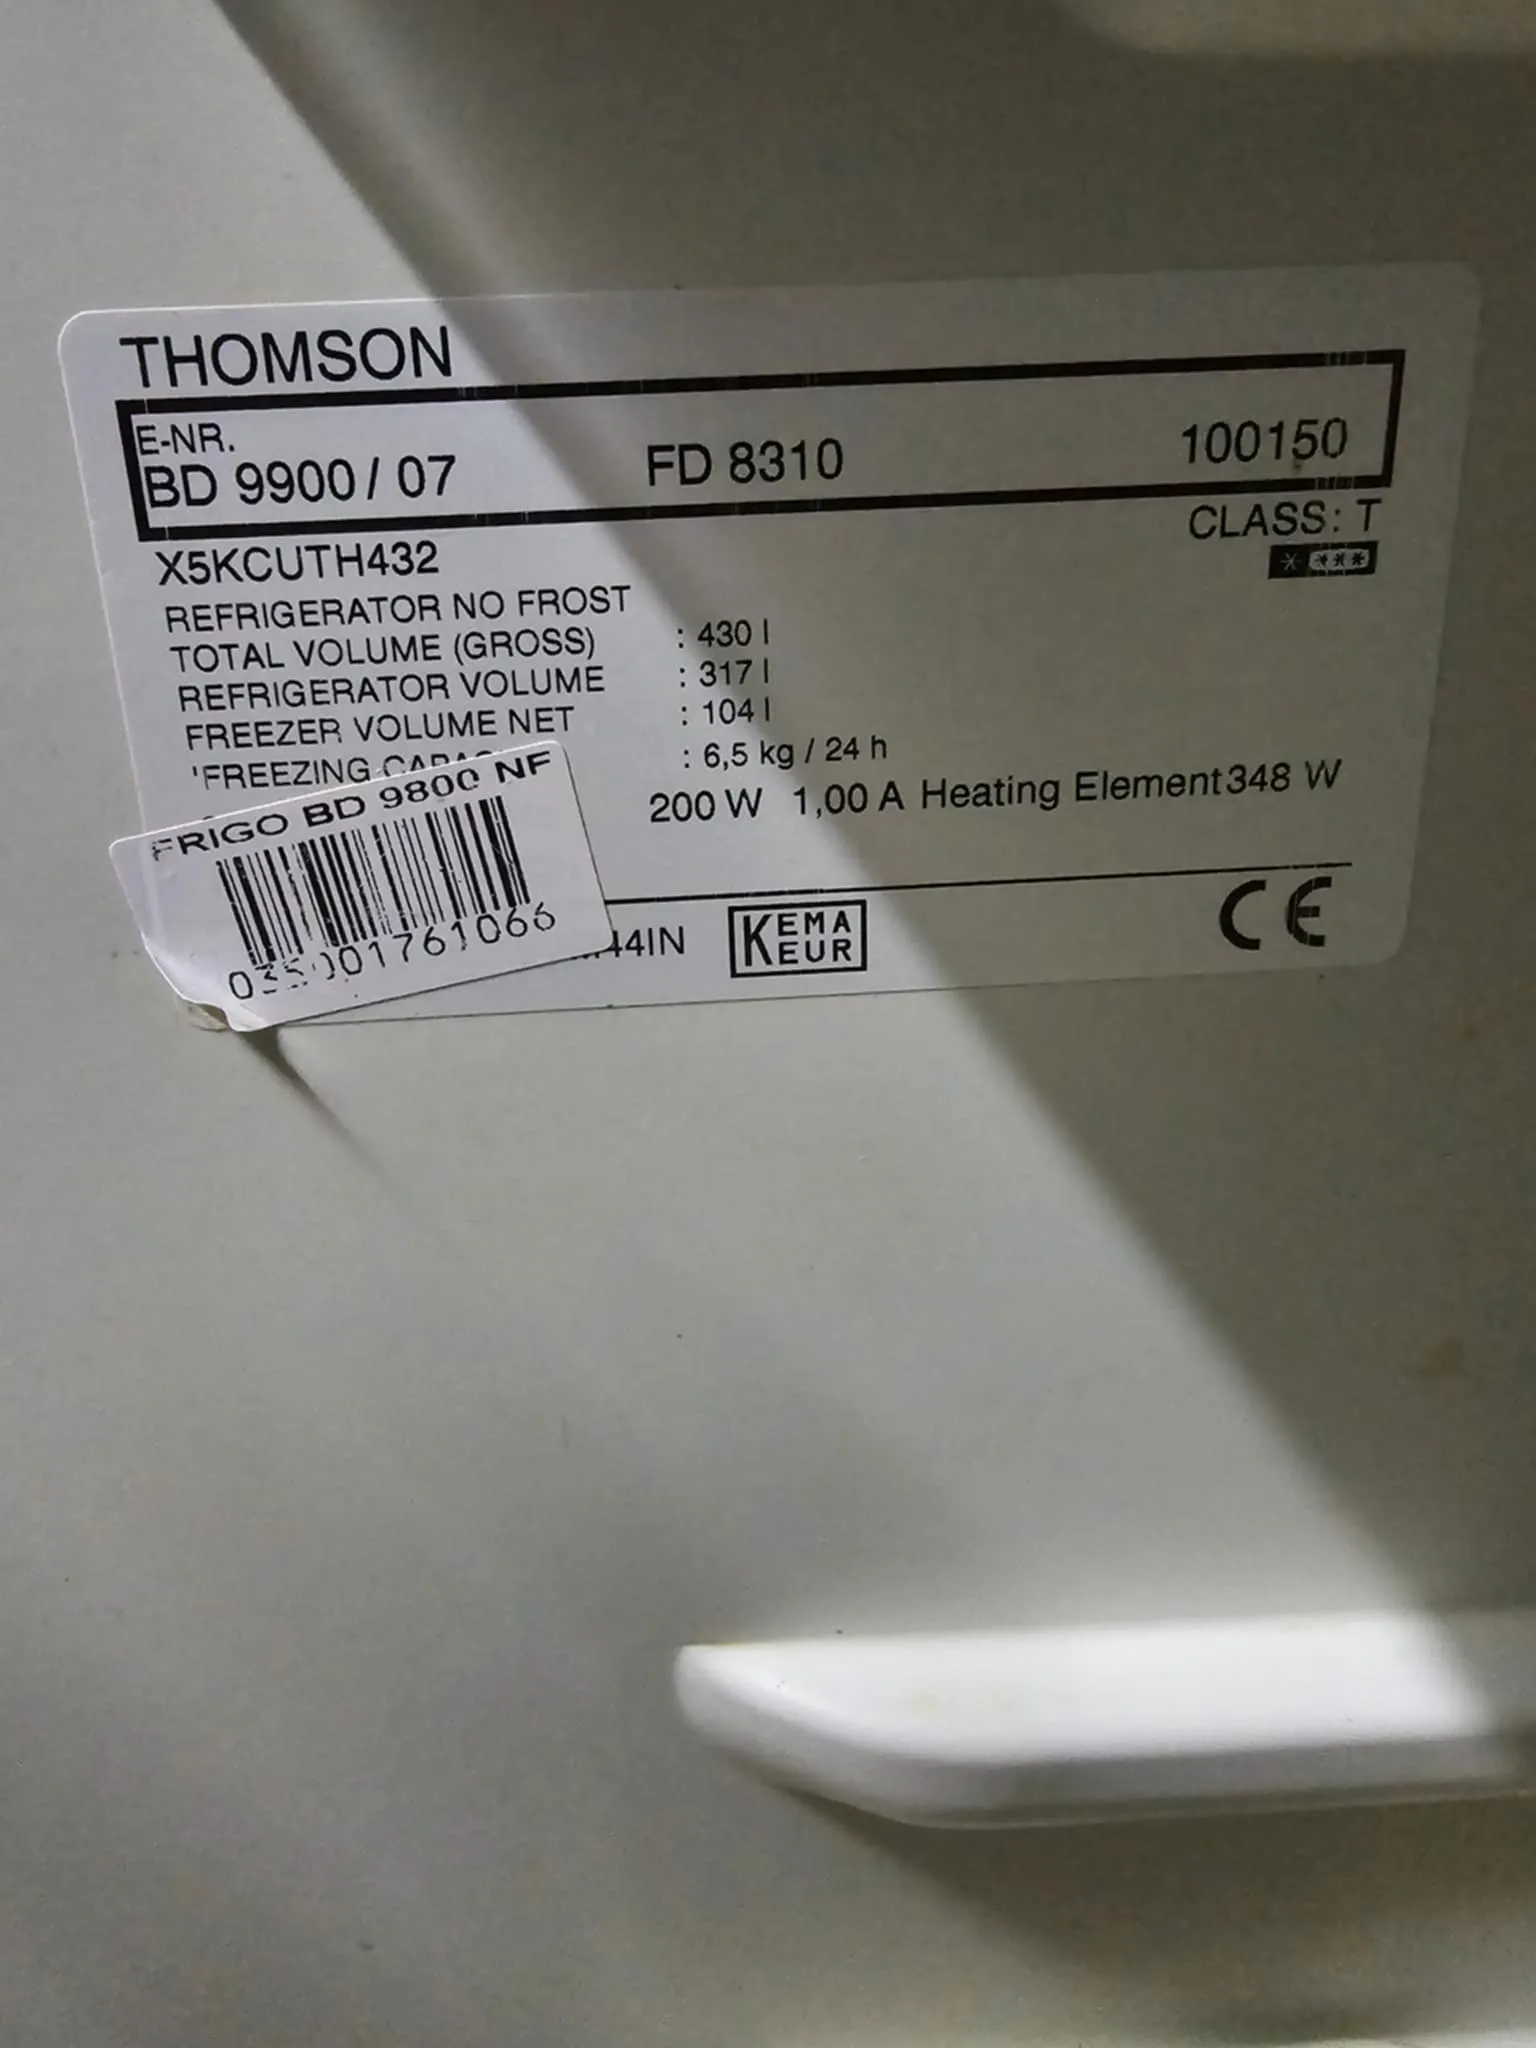 THOMSON
E-NR.
BD 9900 / 07 FD 8310 100150
CLASS: T
X5KCUTH432
REFRIGERATOR NO FROST
TOTAL VOLUME (GROSS) : 430 l
REFRIGERATOR VOLUME : 317 l
FREEZER VOLUME NET : 104 l
'FREEZING : 6,5 kg / 24 h
200 W 1,00 A Heating Element 348 W
FRIGO BD 9800 NF
44IN
KEMA
KEUR
CE